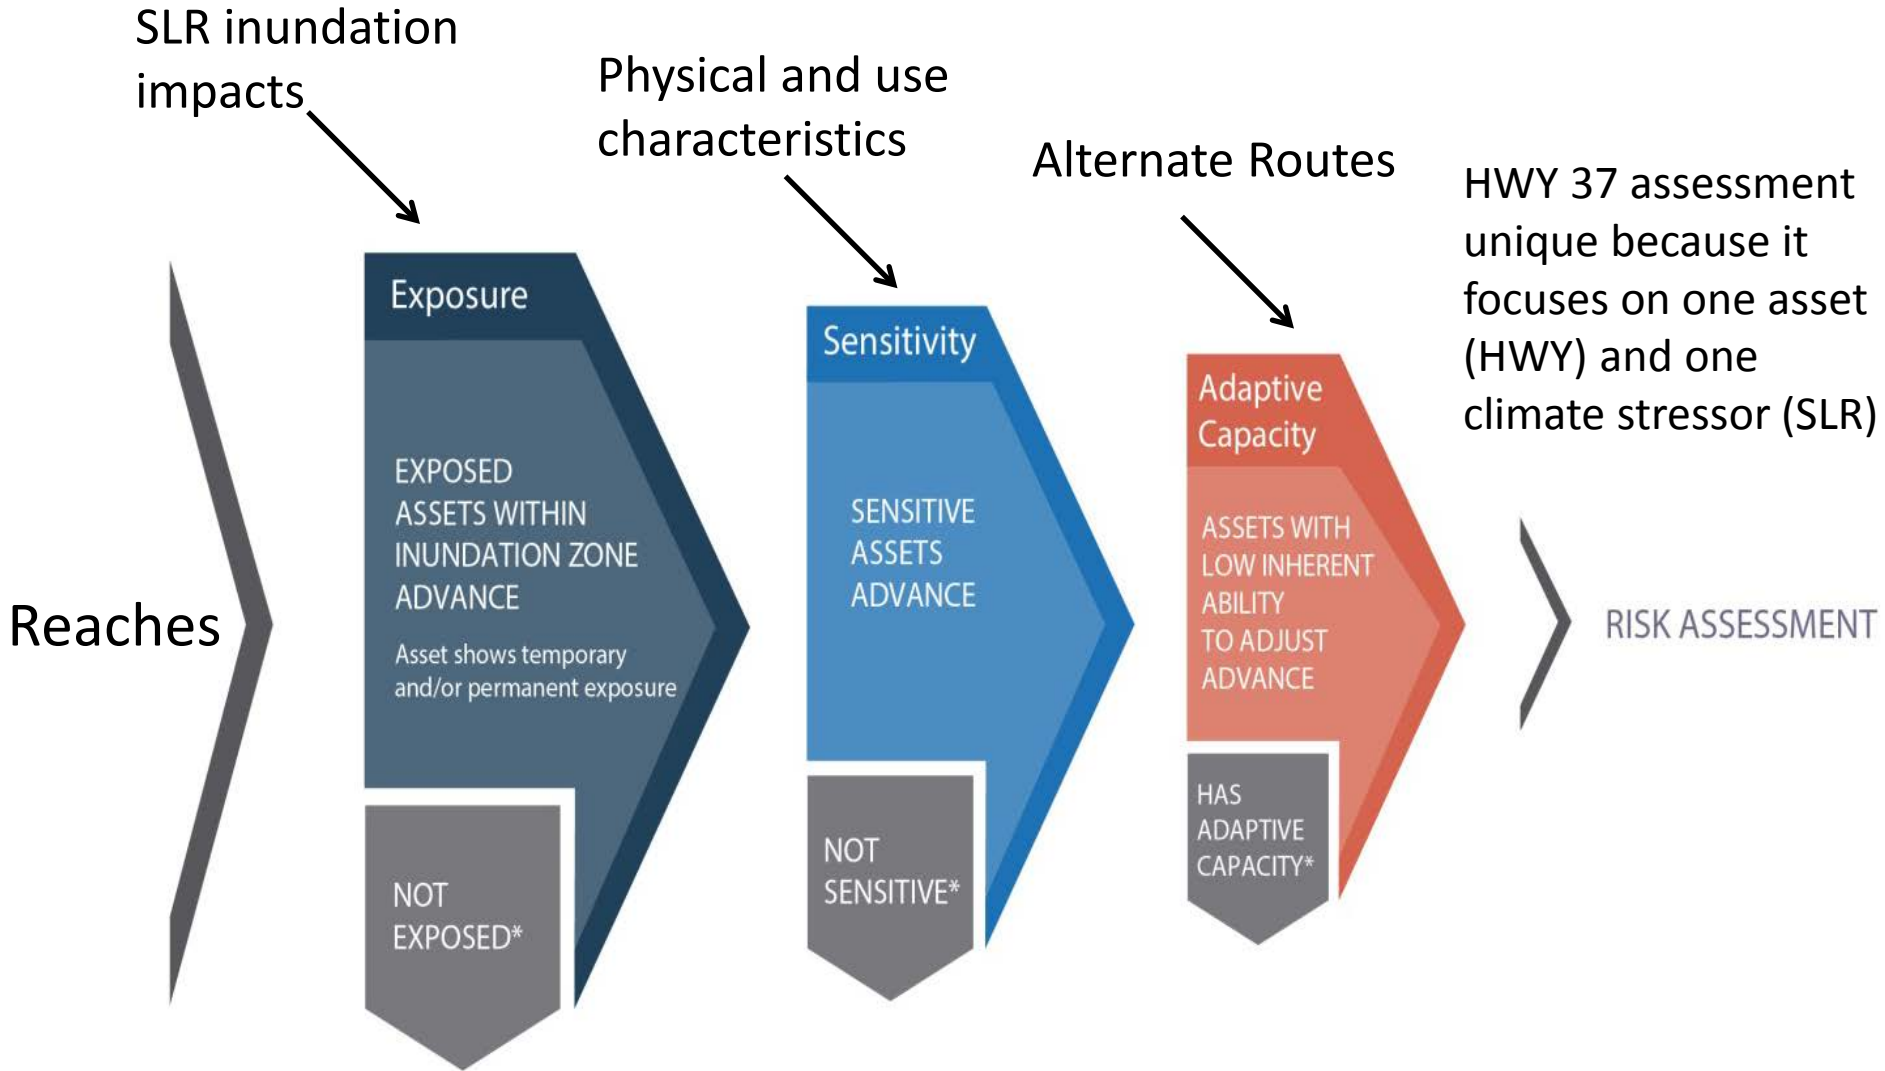 SLR inundation
impacts
Physical and use
characteristics
Alternate Routes
HWY 37 assessment
unique because it
focuses on one asset
(HWY) and one
climate stressor (SLR)
Reaches
Exposure
EXPOSED
ASSETS WITHIN
INUNDATION ZONE
ADVANCE
Asset shows temporary
and/or permanent exposure
NOT
EXPOSED*
Sensitivity
SENSITIVE
ASSETS
ADVANCE
NOT
SENSITIVE*
Adaptive
Capacity
ASSETS WITH
LOW INHERENT
ABILITY
TO ADJUST
ADVANCE
HAS
ADAPTIVE
CAPACITY*
RISK ASSESSMENT